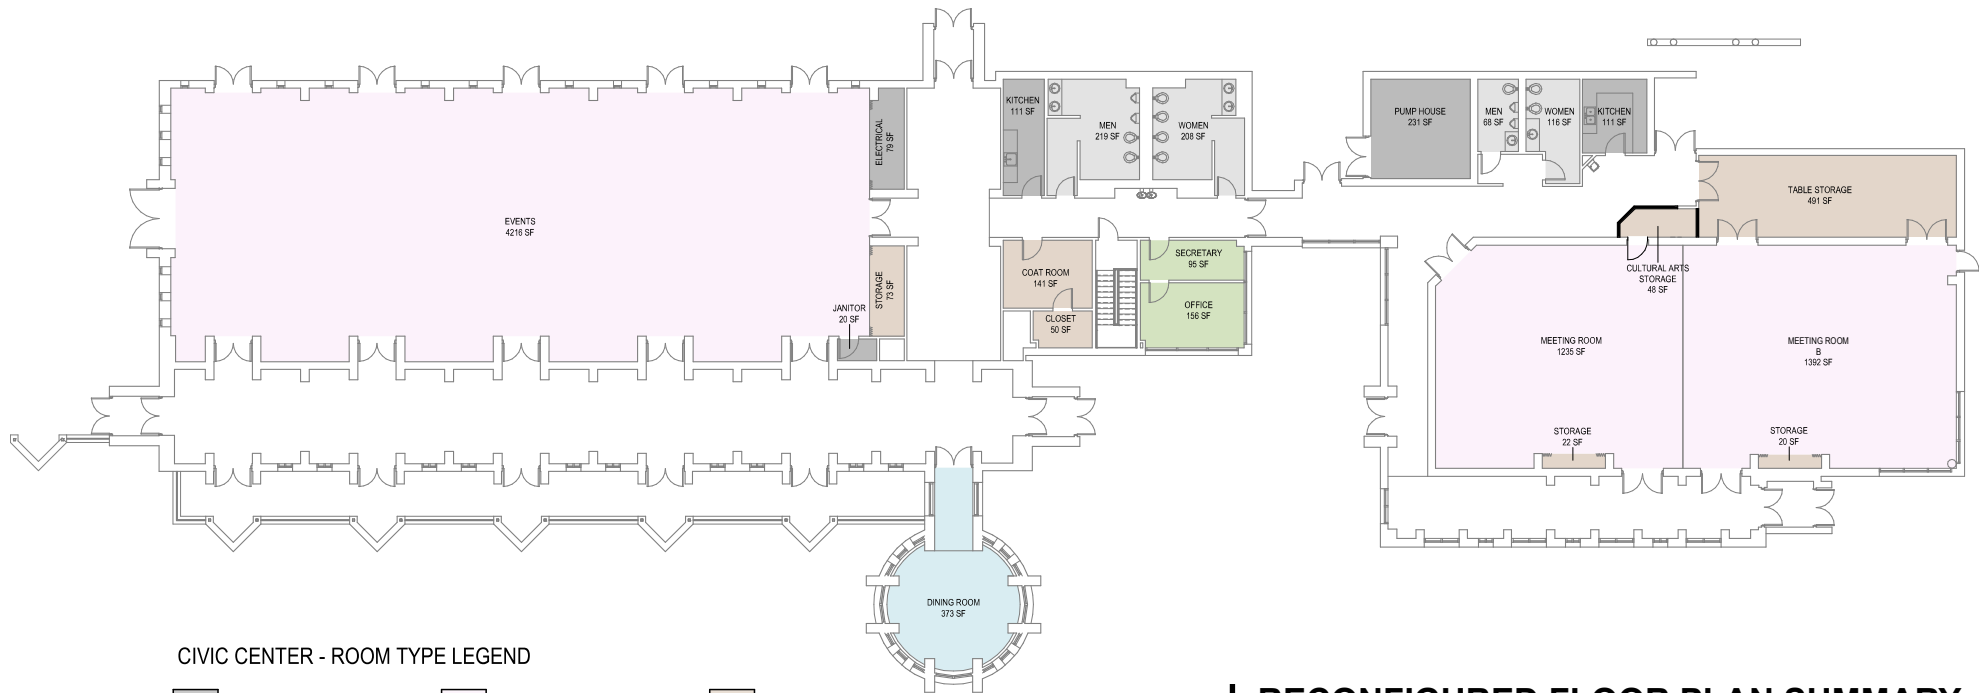 KITCHEN
111 SF
MEN
219 SF
WOMEN
208 SF
PUMP HOUSE
231 SF
MEN
68 SF
WOMEN
116 SF
KITCHEN
111 SF
ELECTRICAL
79 SF
TABLE STORAGE
491 SF
EVENTS
4216 SF
SECRETARY
95 SF
COAT ROOM
141 SF
CULTURAL ARTS
STORAGE
48 SF
STORAGE
73 SF
JANITOR
20 SF
OFFICE
156 SF
CLOSET
50 SF
MEETING ROOM
1235 SF
MEETING ROOM
B
1392 SF
STORAGE
22 SF
STORAGE
20 SF
DINING ROOM
373 SF
CIVIC CENTER - ROOM TYPE LEGEND
RECONFIGURED FLOOR PLAN SUMMARY